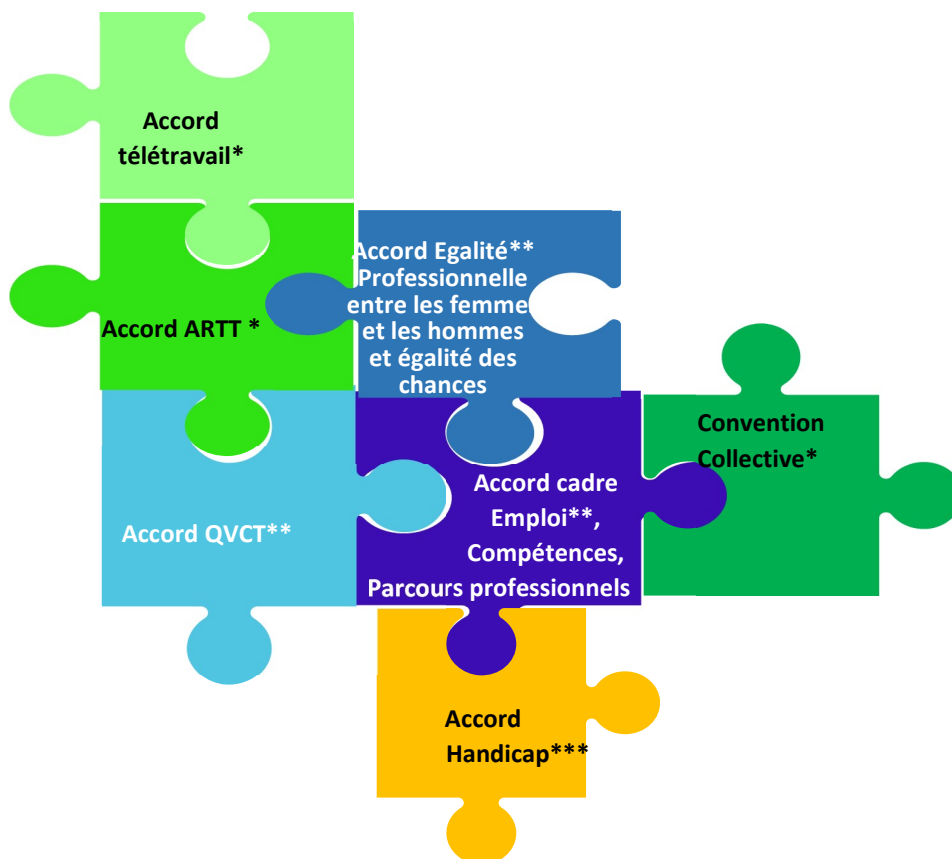 Accord
télétravail*
Accord ARTT *
Accord Egalité**
Professionnelle
entre les femme
et les hommes
et égalité des
chances
Convention
Collective*
Accord QVCT**
Accord cadre
Emploi**,
Compétences,
Parcours professionnels
Accord
Handicap***